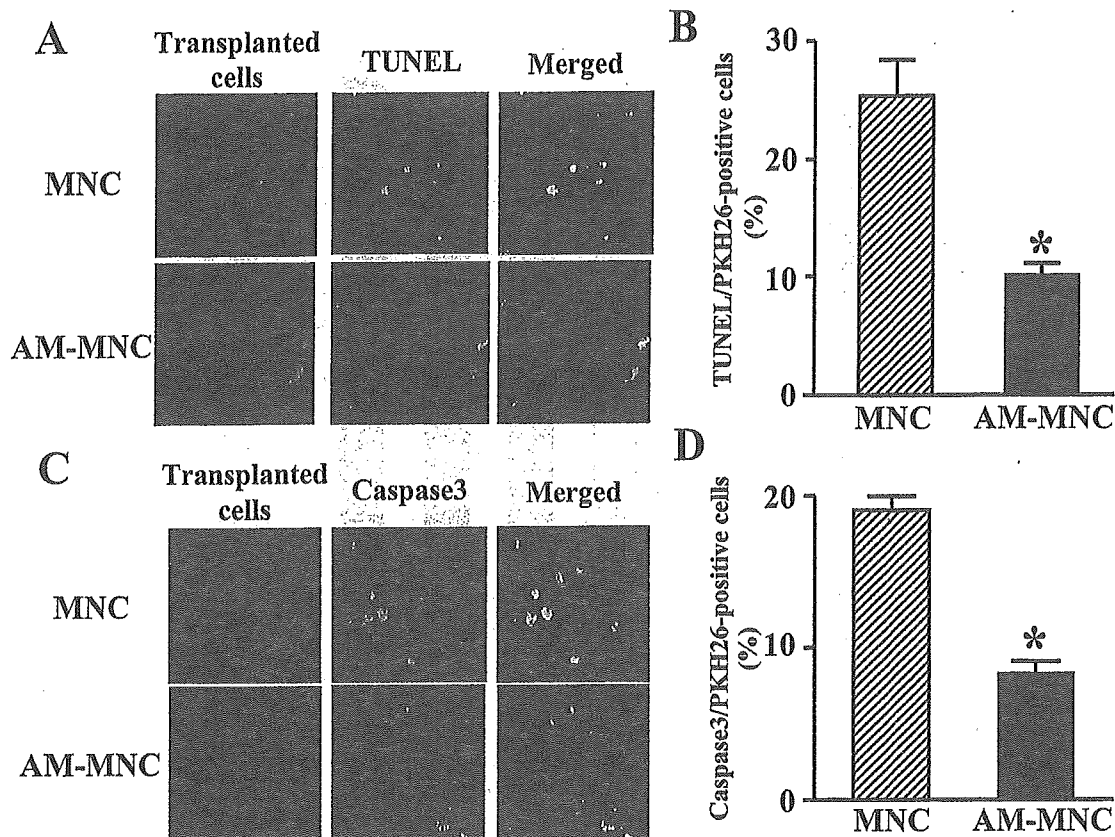 A
Transplanted
cells
TUNEL
Merged
MNC
AM-MNC
B
TUNEL/PKH26-positive cells
(%)
30
20
10
0
MNC
AM-MNC
*
C
Transplanted
cells
Caspase3
Merged
MNC
AM-MNC
D
Caspase3/PKH26-positive cells
(%)
20
10
0
MNC
AM-MNC
*